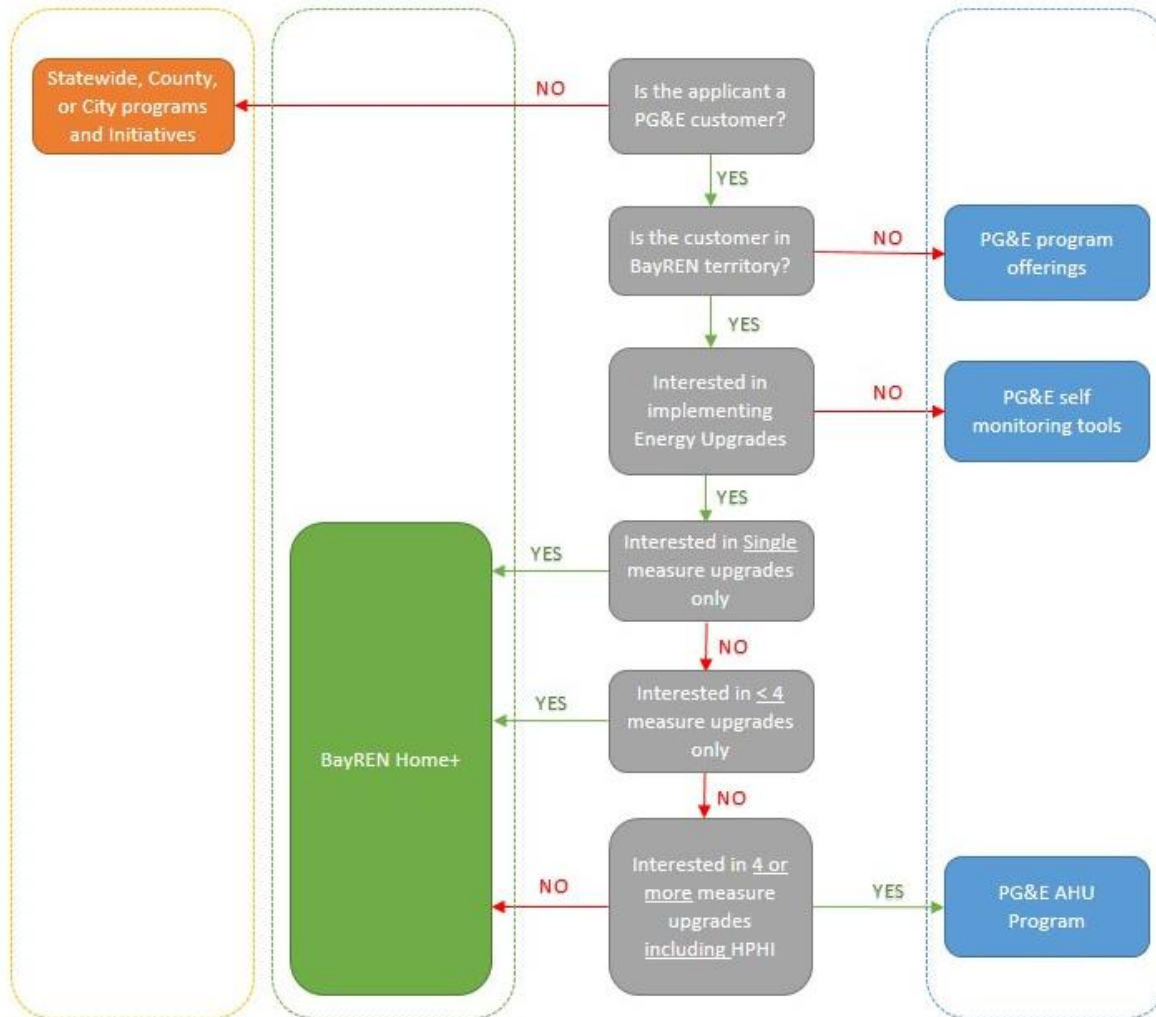 Statewide, County,
or City programs
and Initiatives
NO
Is the applicant a
PG&E customer?
YES
Is the customer in
BayREN territory?
NO
PG&E program
offerings
YES
Interested in
implementing
Energy Upgrades
NO
PG&E self
monitoring tools
YES
Interested in Single
measure upgrades
only
YES
NO
Interested in < 4
measure upgrades
only
YES
BayREN Home+
NO
Interested in 4 or
more measure
upgrades
including HPHI
NO
YES
PG&E AHU
Program